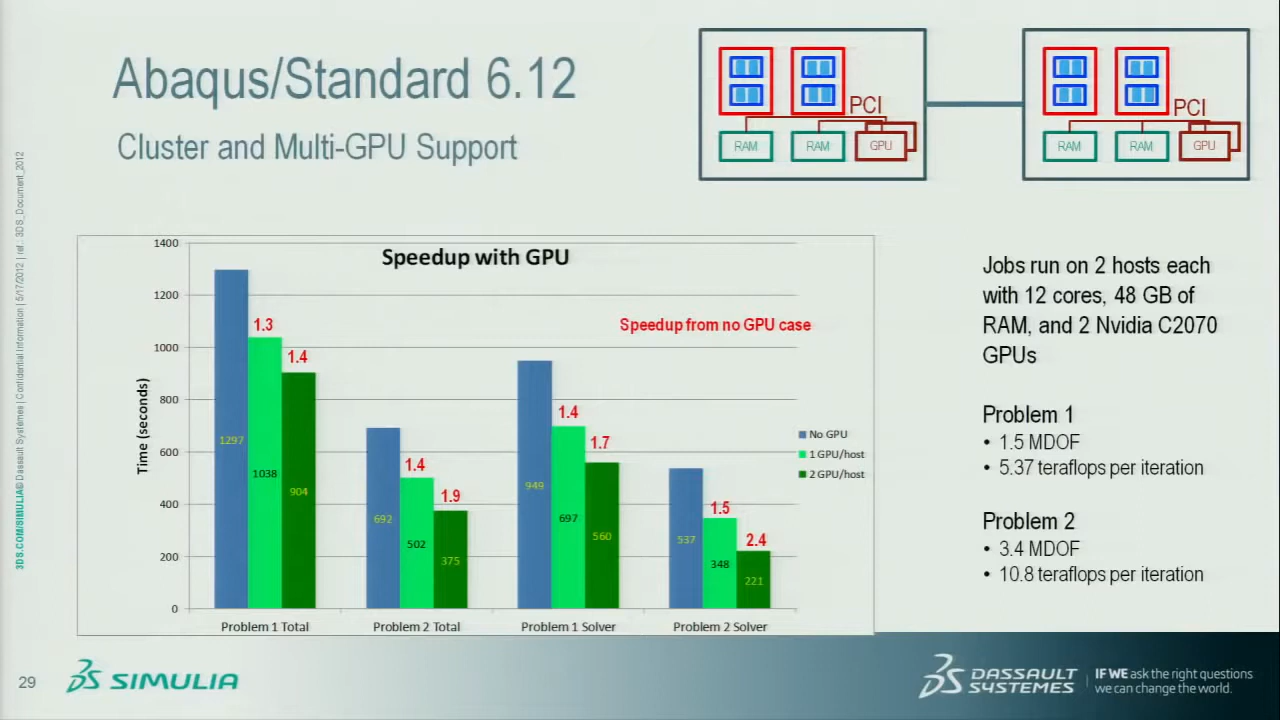 Abaqus/Standard 6.12
Cluster and Multi-GPU Support
PCI
RAM
RAM
GPU
PCI
RAM
RAM
GPU
3DS.COM/SIMULIA© Dassault Systèmes | Confidential Information | 5/17/2012 | ref.: 3DS_Document_2012
Speedup with GPU
Speedup from no GPU case
Time (seconds)
1400
1200
1000
800
600
400
200
0
1297
1038
904
1.3
1.4
692
502
375
1.4
1.9
949
697
560
1.4
1.7
537
348
221
1.5
2.4
Problem 1 Total
Problem 2 Total
Problem 1 Solver
Problem 2 Solver
No GPU
1 GPU/host
2 GPU/host
Jobs run on 2 hosts each
with 12 cores, 48 GB of
RAM, and 2 Nvidia C2070
GPUs
Problem 1
• 1.5 MDOF
• 5.37 teraflops per iteration
Problem 2
• 3.4 MDOF
• 10.8 teraflops per iteration
29
3DS SIMULIA
3DS DASSAULT
SYSTEMES
IF WE ask the right questions
we can change the world.